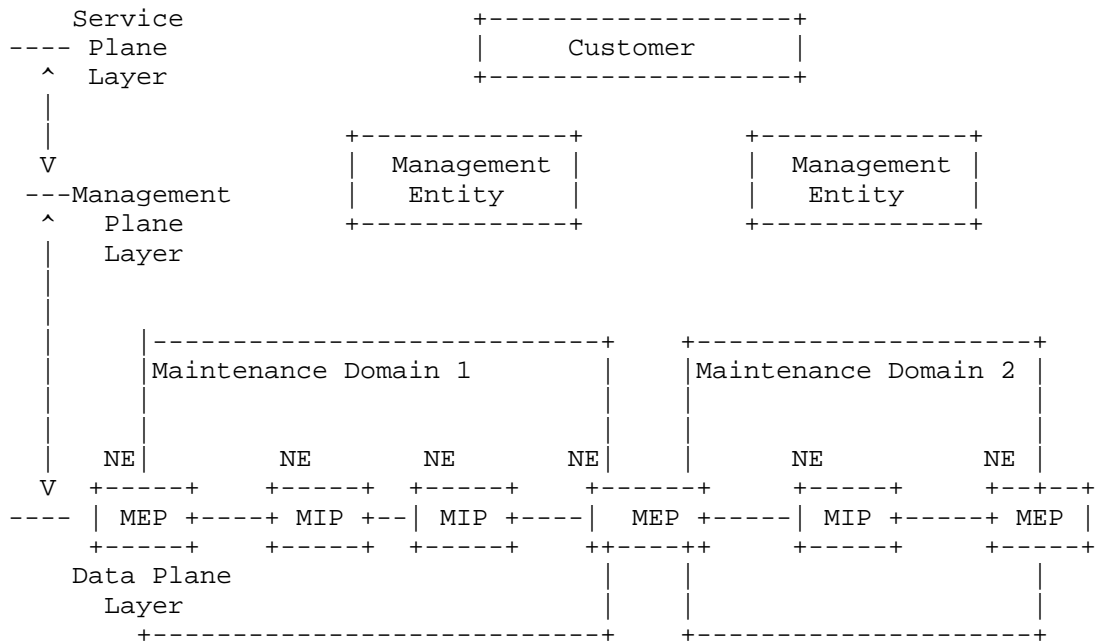 Service                  +-------------------+
---- Plane                   |     Customer      |
  ^  Layer                   +-------------------+
  |
  |                  +-------------+          +-------------+
  V                  |  Management |          |  Management |
 ---Management       |   Entity    |          |   Entity    |
  ^   Plane          +-------------+          +-------------+
  |   Layer
  |
  |
  |     |----------------------------+    +---------------------+
  |     |Maintenance Domain 1        |    |Maintenance Domain 2 |
  |     |                            |    |                     |
  |     |                            |    |                     |
  |   NE|       NE       NE       NE|    |      NE          NE |
  V  +-----+    +-----+  +-----+    +------+     +-----+     +--+--+
---- | MEP +----+ MIP +--| MIP +----|  MEP +-----| MIP +-----+ MEP |
     +-----+    +-----+  +-----+    ++----++     +-----+     +-----+
    Data Plane                       |    |                     |
      Layer                          |    |                     |
        +----------------------------+    +---------------------+